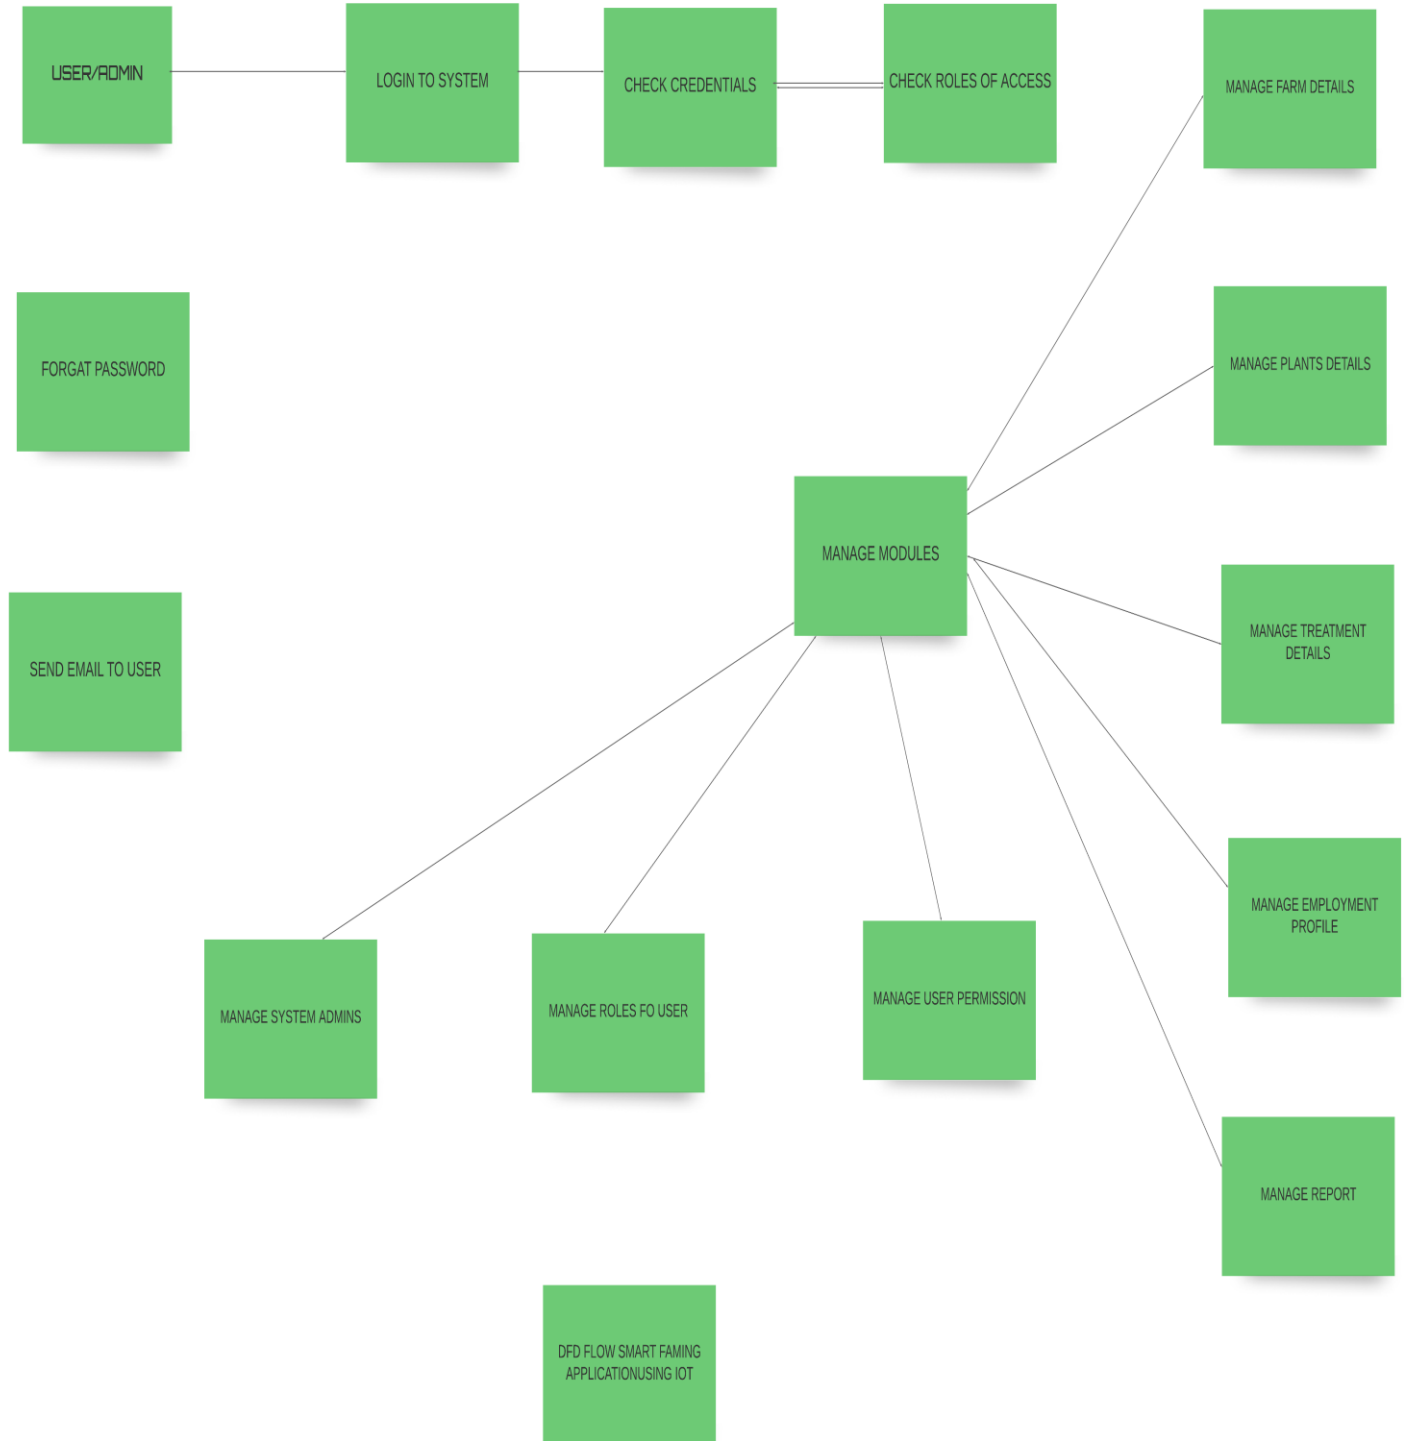 USER/ADMIN
LOGIN TO SYSTEM
CHECK CREDENTIALS
CHECK ROLES OF ACCESS
MANAGE FARM DETAILS
FORGAT PASSWORD
MANAGE PLANTS DETAILS
MANAGE MODULES
SEND EMAIL TO USER
MANAGE TREATMENT
DETAILS
MANAGE EMPLOYMENT
PROFILE
MANAGE SYSTEM ADMINS
MANAGE ROLES FO USER
MANAGE USER PERMISSION
MANAGE REPORT
DFD FLOW SMART FAMING
APPLICATIONUSING IOT